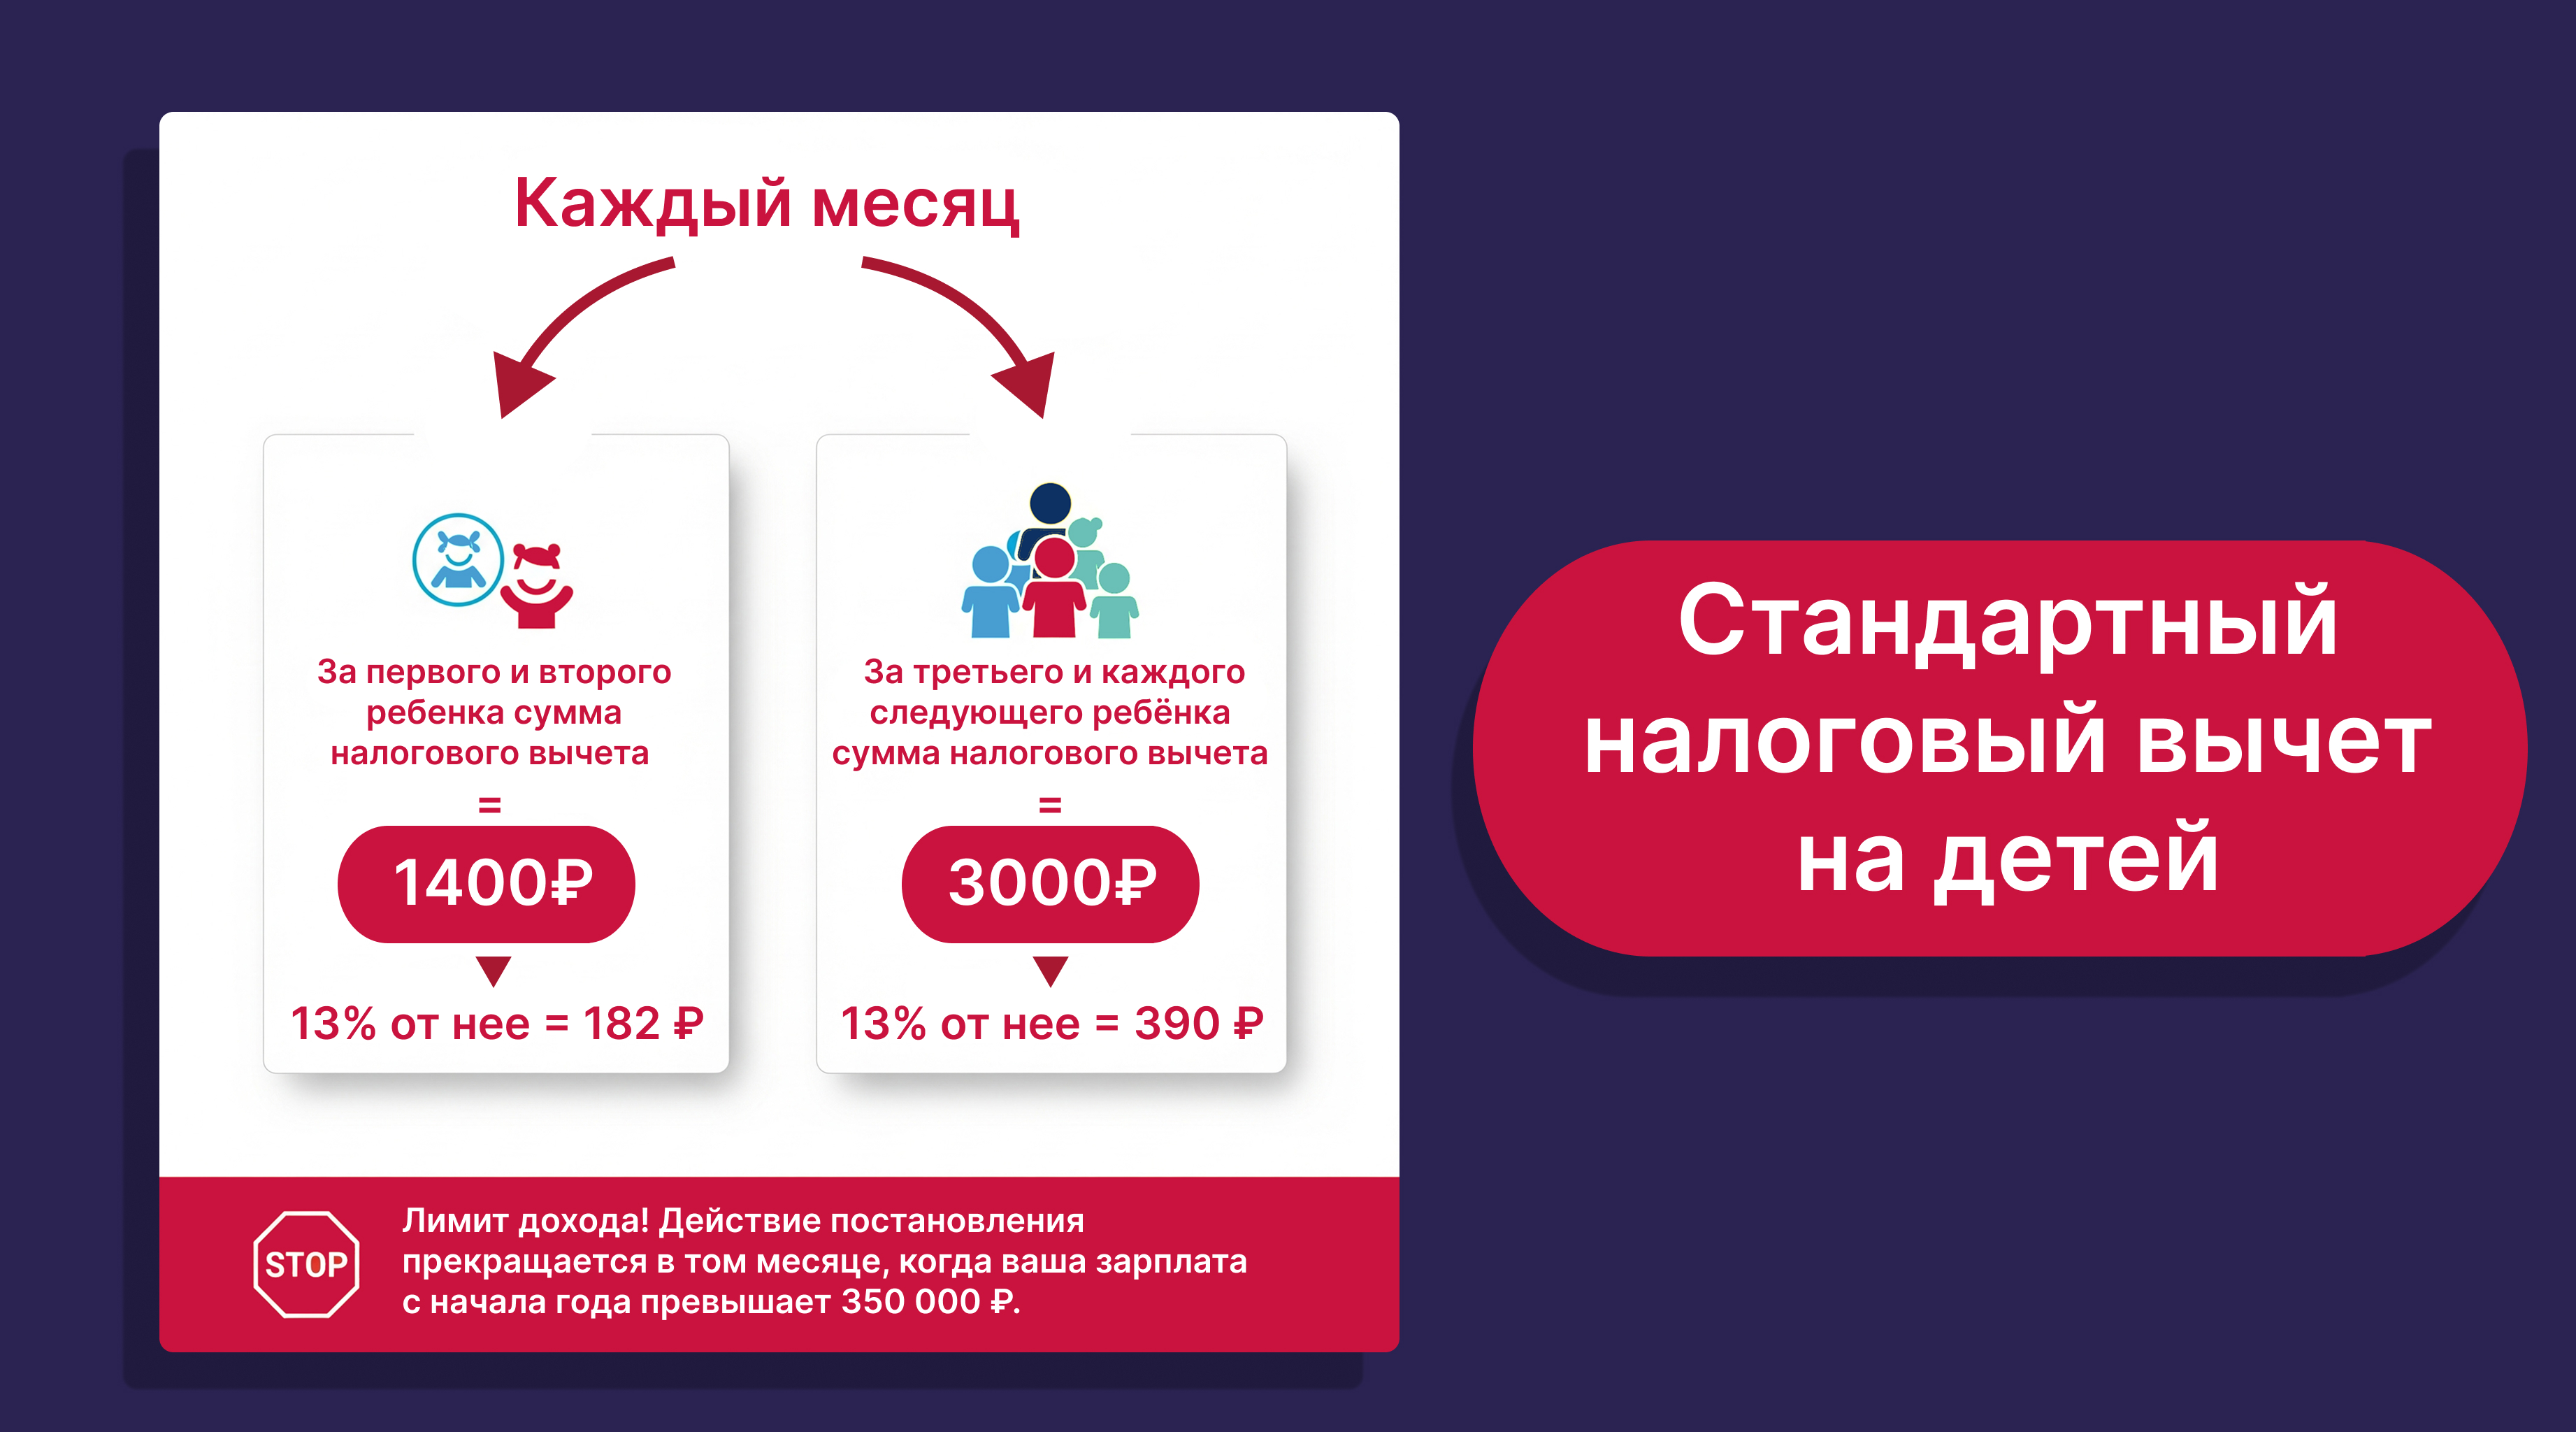 Каждый месяц
За первого и второго
ребенка сумма
налогового вычета
=
1400₽
13% от нее = 182 ₽
За третьего и каждого
следующего ребёнка
сумма налогового вычета
=
3000₽
13% от нее = 390 ₽
STOP
Лимит дохода! Действие постановления
прекращается в том месяце, когда ваша зарплата
с начала года превышает 350 000 ₽.
Стандартный
налоговый вычет
на детей